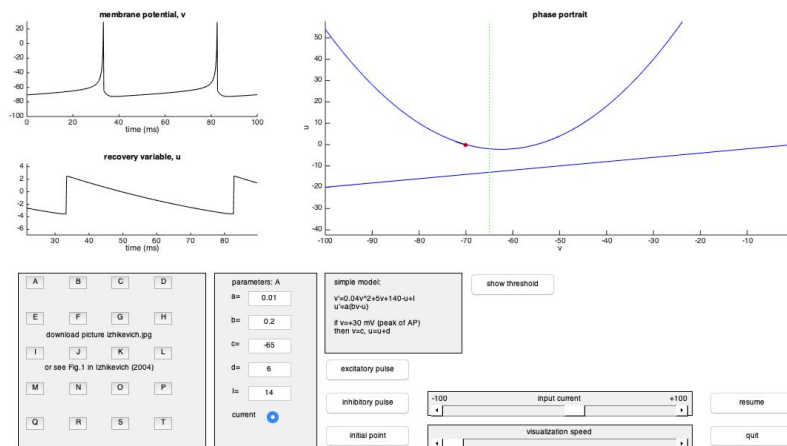 membrane potential, v
20
0
-20
-40
-60
-80
-100
0 20 40 60 80 100
time (ms)
recovery variable, u
4
2
0
-2
-4
-6
30 40 50 60 70 80
time (ms)
phase portrait
50
40
30
20
10
0
-10
-20
-30
-40
u
-100 -90 -80 -70 -60 -50 -40 -30 -20 -10
v
A B C D
E F G H
download picture izhikevich.jpg
I J K L
or see Fig.1 in Izhikevich (2004)
M N O P
Q R S T
parameters: A
a= 0.01
b= 0.2
c= -65
d= 6
I= 14
current
simple model:
v'=0.04v^2+5v+140-u+I
u'=a(bv-u)
if v=+30 mV (peak of AP)
then v=c, u=u+d
show threshold
excitatory pulse
inhibitory pulse
initial point
-100 input current +100
visualization speed
resume
quit